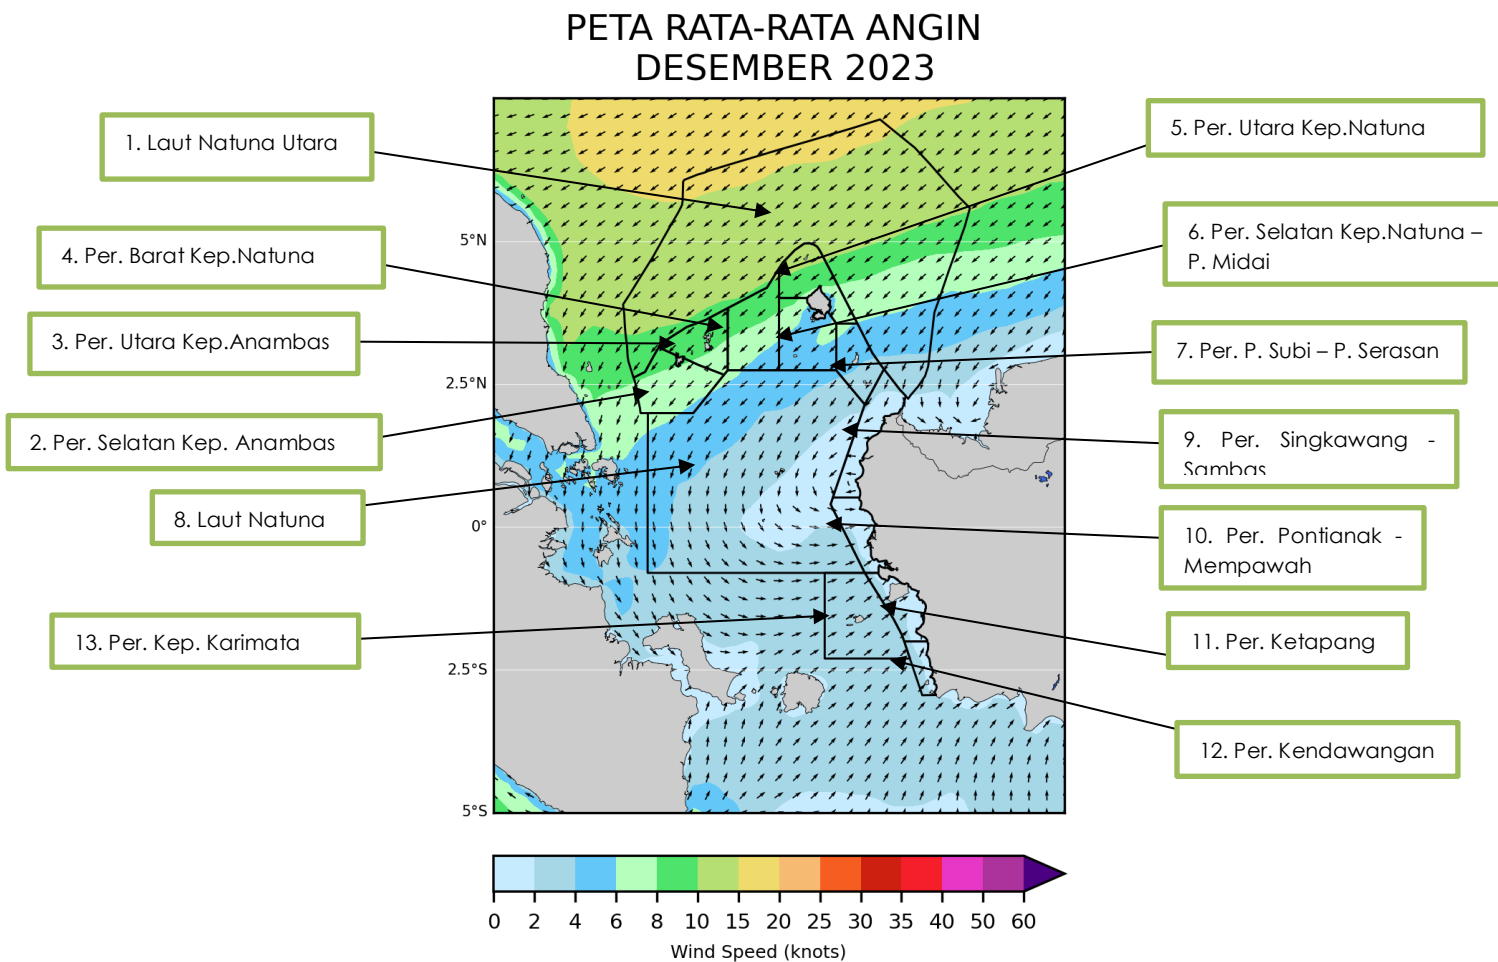 PETA RATA-RATA ANGIN
DESEMBER 2023
1. Laut Natuna Utara
4. Per. Barat Kep.Natuna
3. Per. Utara Kep.Anambas
2. Per. Selatan Kep. Anambas
8. Laut Natuna
13. Per. Kep. Karimata
5. Per. Utara Kep.Natuna
6. Per. Selatan Kep.Natuna –
P. Midai
7. Per. P. Subi – P. Serasan
9. Per. Singkawang -
Sambas
10. Per. Pontianak -
Mempawah
11. Per. Ketapang
12. Per. Kendawangan
5°N
2.5°N
0°
2.5°S
5°S
0 2 4 6 8 10 15 20 25 30 35 40 50 60
Wind Speed (knots)